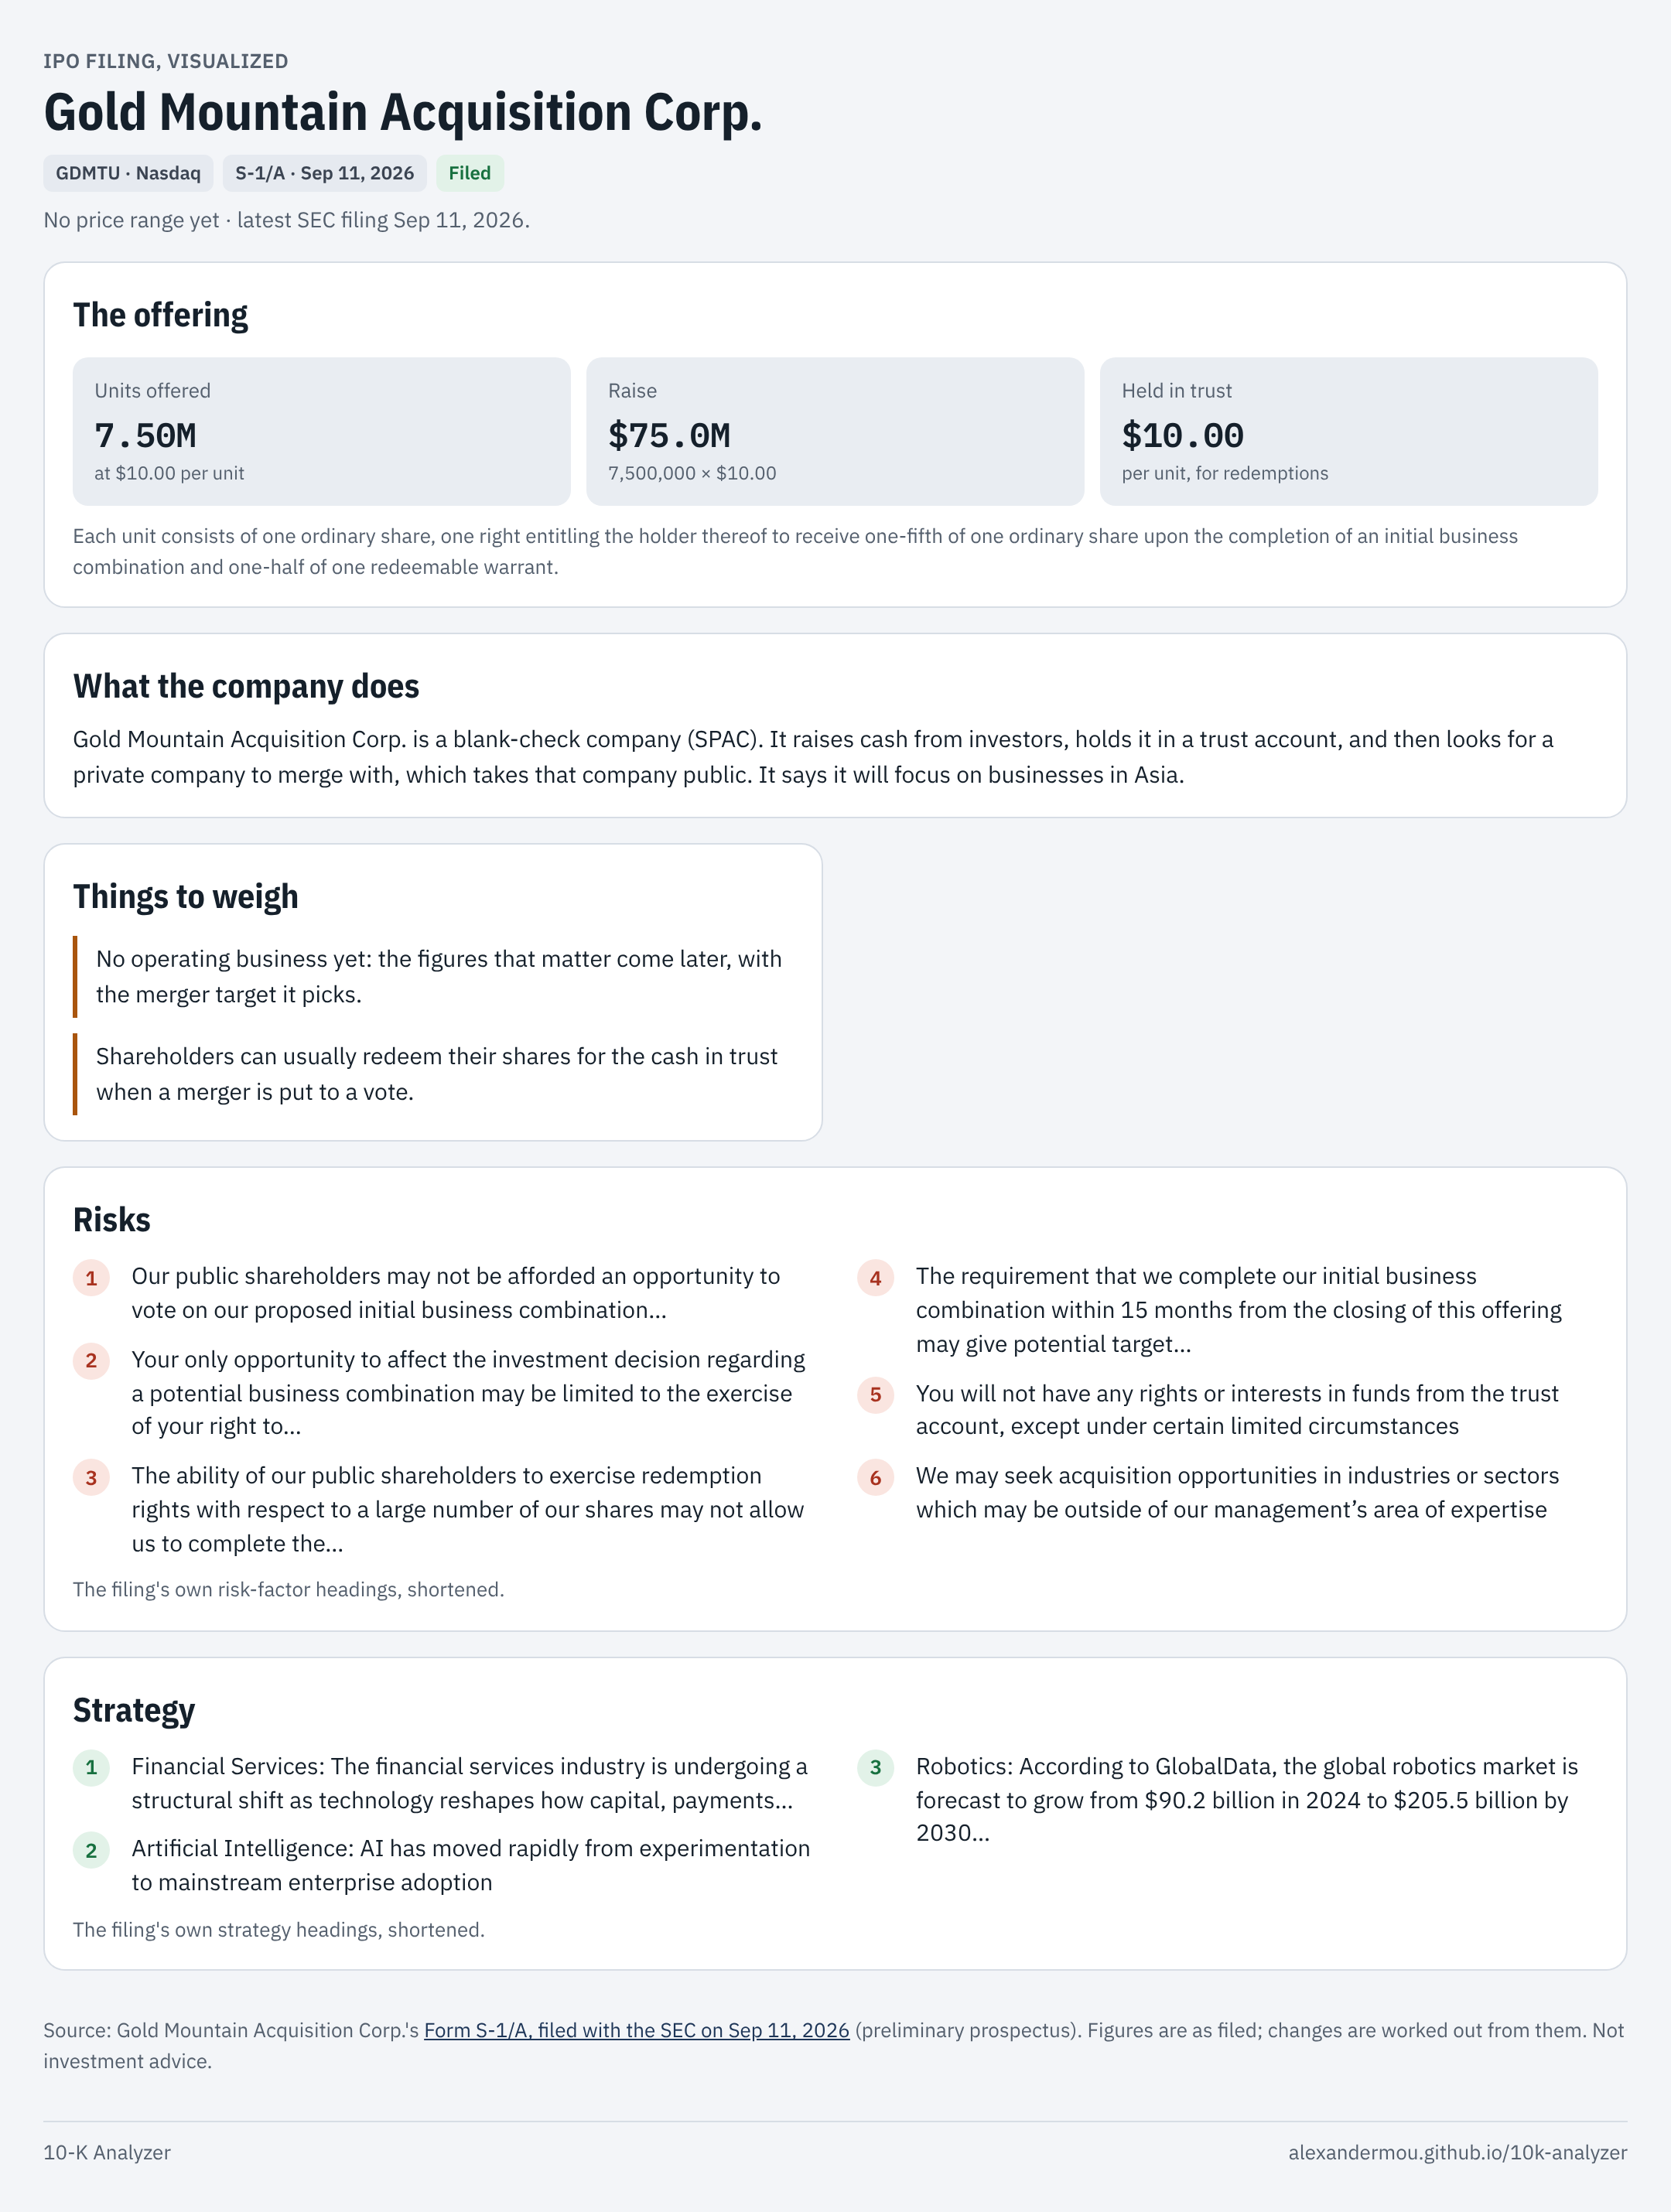 IPO FILING, VISUALIZED
Gold Mountain Acquisition Corp.
GDMTU · Nasdaq
S-1/A · Sep 11, 2026
Filed
No price range yet · latest SEC filing Sep 11, 2026.
The offering
Units offered
7.50M
at $10.00 per unit
Raise
$75.0M
7,500,000 × $10.00
Held in trust
$10.00
per unit, for redemptions
Each unit consists of one ordinary share, one right entitling the holder thereof to receive one-fifth of one ordinary share upon the completion of an initial business
combination and one-half of one redeemable warrant.
What the company does
Gold Mountain Acquisition Corp. is a blank-check company (SPAC). It raises cash from investors, holds it in a trust account, and then looks for a
private company to merge with, which takes that company public. It says it will focus on businesses in Asia.
Things to weigh
No operating business yet: the figures that matter come later, with
the merger target it picks.
Shareholders can usually redeem their shares for the cash in trust
when a merger is put to a vote.
Risks
1 Our public shareholders may not be afforded an opportunity to
vote on our proposed initial business combination…
2 Your only opportunity to affect the investment decision regarding
a potential business combination may be limited to the exercise
of your right to…
3 The ability of our public shareholders to exercise redemption
rights with respect to a large number of our shares may not allow
us to complete the…
4 The requirement that we complete our initial business
combination within 15 months from the closing of this offering
may give potential target…
5 You will not have any rights or interests in funds from the trust
account, except under certain limited circumstances
6 We may seek acquisition opportunities in industries or sectors
which may be outside of our management’s area of expertise
The filing's own risk-factor headings, shortened.
Strategy
1 Financial Services: The financial services industry is undergoing a
structural shift as technology reshapes how capital, payments…
2 Artificial Intelligence: AI has moved rapidly from experimentation
to mainstream enterprise adoption
3 Robotics: According to GlobalData, the global robotics market is
forecast to grow from $90.2 billion in 2024 to $205.5 billion by
2030…
The filing's own strategy headings, shortened.
Source: Gold Mountain Acquisition Corp.'s Form S-1/A, filed with the SEC on Sep 11, 2026 (preliminary prospectus). Figures are as filed; changes are worked out from them. Not
investment advice.
10-K Analyzer
alexandermou.github.io/10k-analyzer